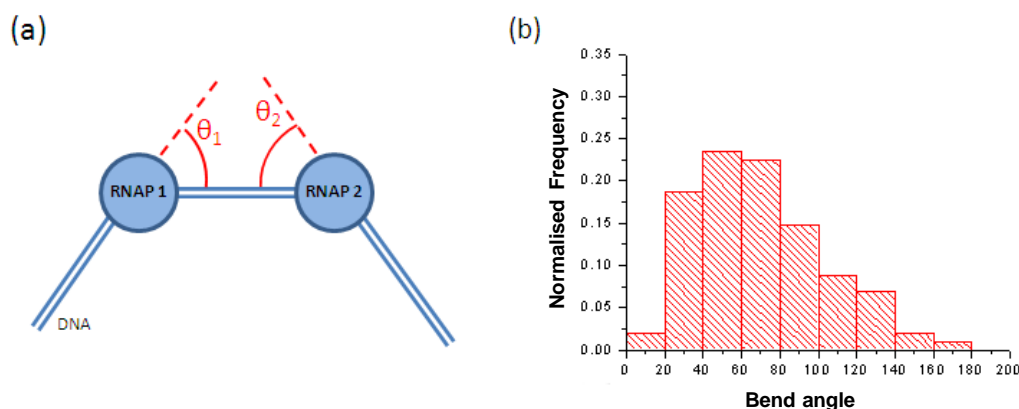 (a)
θ1
θ2
RNAP 1
RNAP 2
DNA
(b)
Normalised Frequency
0.35
0.30
0.25
0.20
0.15
0.10
0.05
0.00
0 20 40 60 80 100 120 140 160 180 200
Bend angle